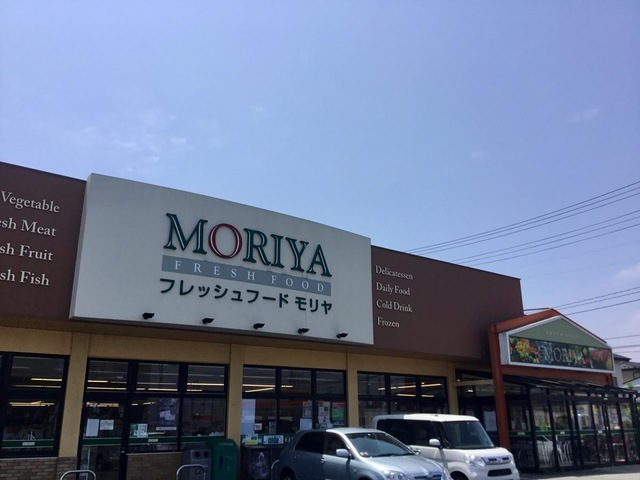 Vegetable
esh Meat
sh Fruit
sh Fish
MORIYA
FRESH FOOD
フレッシュフード モリヤ
Delicatessen
Daily Food
Cold Drink
Frozen
MORIYA